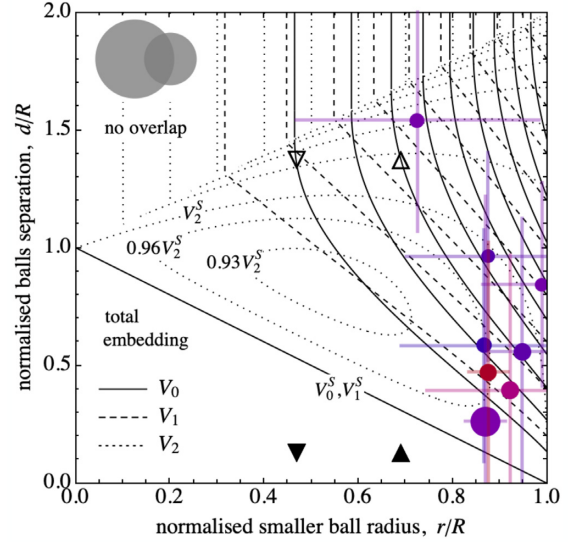 2.0
1.5
1.0
0.5
0.0
normalised balls separation, d/R
no overlap
V₂ˢ
0.96V₂ˢ
0.93V₂ˢ
total
embedding
V₀ˢ,V₁ˢ
V₀
V₁
V₂
0.0 0.2 0.4 0.6 0.8 1.0
normalised smaller ball radius, r/R